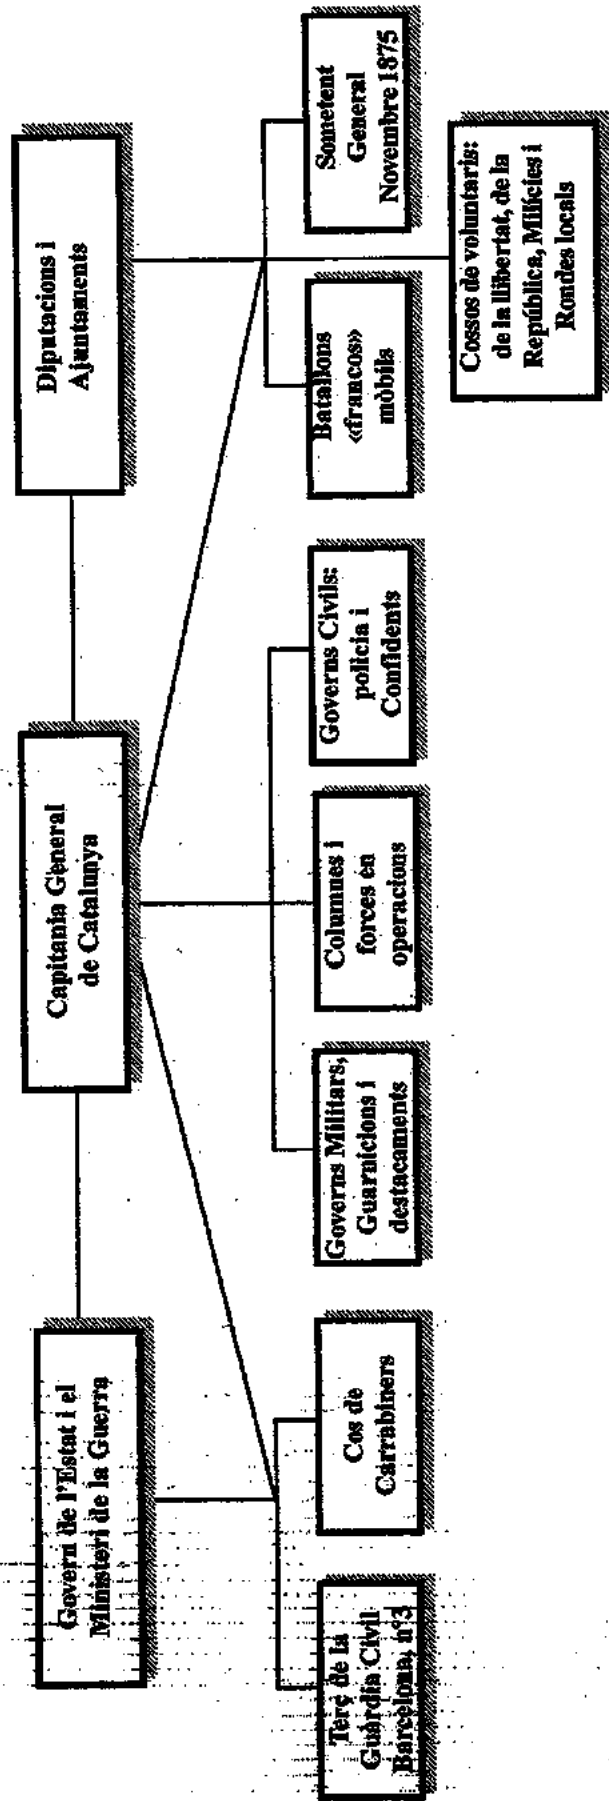 Govern de l'Estat i el
Ministeri de la Guerra
Capitania General
de Catalunya
Diputacions i
Ajuntaments
Terç de la
Guàrdia Civil
Barcelona, nº3
Cos de
Carrabiners
Governs Militars,
Guarnicions i
destacaments
Columnes i
forces en
operacions
Governs Civils:
policia i
Confidents
Batallons
«francos»
mòbils
Sometent
General
Novembre 1875
Cossos de voluntaris:
de la llibertat, de la
República, Milícies i
Rondes locals